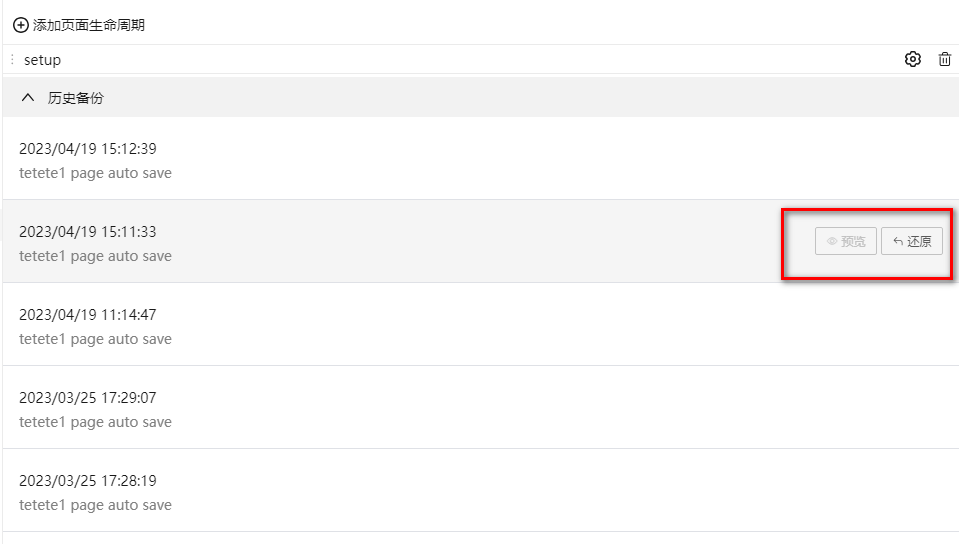 添加页面生命周期
setup
历史备份
2023/04/19 15:12:39
tetete1 page auto save
2023/04/19 15:11:33
tetete1 page auto save
预览 还原
2023/04/19 11:14:47
tetete1 page auto save
2023/03/25 17:29:07
tetete1 page auto save
2023/03/25 17:28:19
tetete1 page auto save